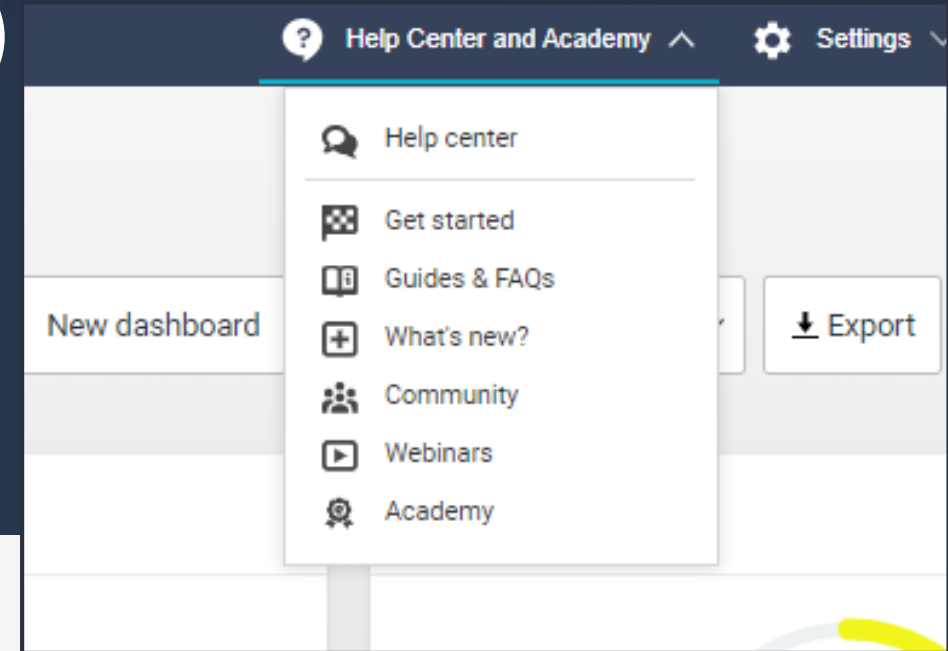 Help Center and Academy
Settings
Help center
Get started
Guides & FAQs
New dashboard
Export
What's new?
Community
Webinars
Academy